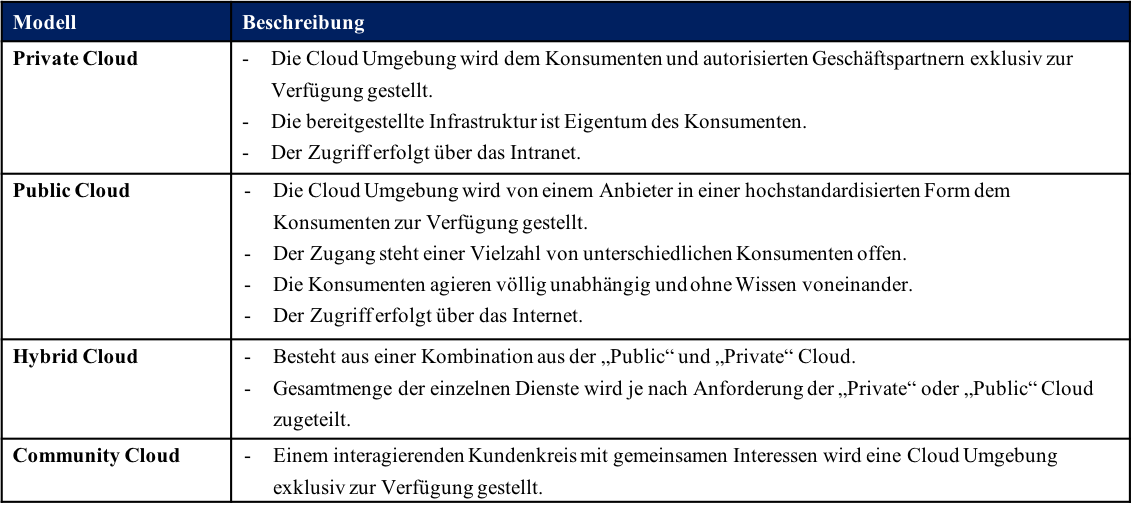 Modell Beschreibung
Private Cloud - Die Cloud Umgebung wird dem Konsumenten und autorisierten Geschäftspartnern exklusiv zur
Verfügung gestellt.
- Die bereitgestellte Infrastruktur ist Eigentum des Konsumenten.
- Der Zugriff erfolgt über das Intranet.
Public Cloud - Die Cloud Umgebung wird von einem Anbieter in einer hochstandardisierten Form dem
Konsumenten zur Verfügung gestellt.
- Der Zugang steht einer Vielzahl von unterschiedlichen Konsumenten offen.
- Die Konsumenten agieren völlig unabhängig und ohne Wissen voneinander.
- Der Zugriff erfolgt über das Internet.
Hybrid Cloud - Besteht aus einer Kombination aus der „Public“ und „Private“ Cloud.
- Gesamtmenge der einzelnen Dienste wird je nach Anforderung der „Private“ oder „Public“ Cloud
zugeteilt.
Community Cloud - Einem interagierenden Kundenkreis mit gemeinsamen Interessen wird eine Cloud Umgebung
exklusiv zur Verfügung gestellt.